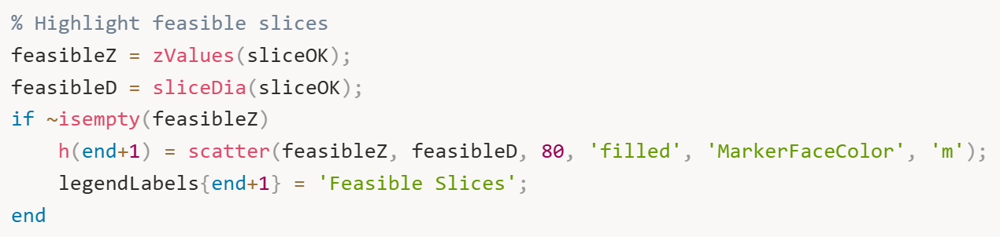 % Highlight feasible slices
feasibleZ = zValues(sliceOK);
feasibleD = sliceDia(sliceOK);
if ~isempty(feasibleZ)
    h(end+1) = scatter(feasibleZ, feasibleD, 80, 'filled', 'MarkerFaceColor', 'm');
    legendLabels{end+1} = 'Feasible Slices';
end